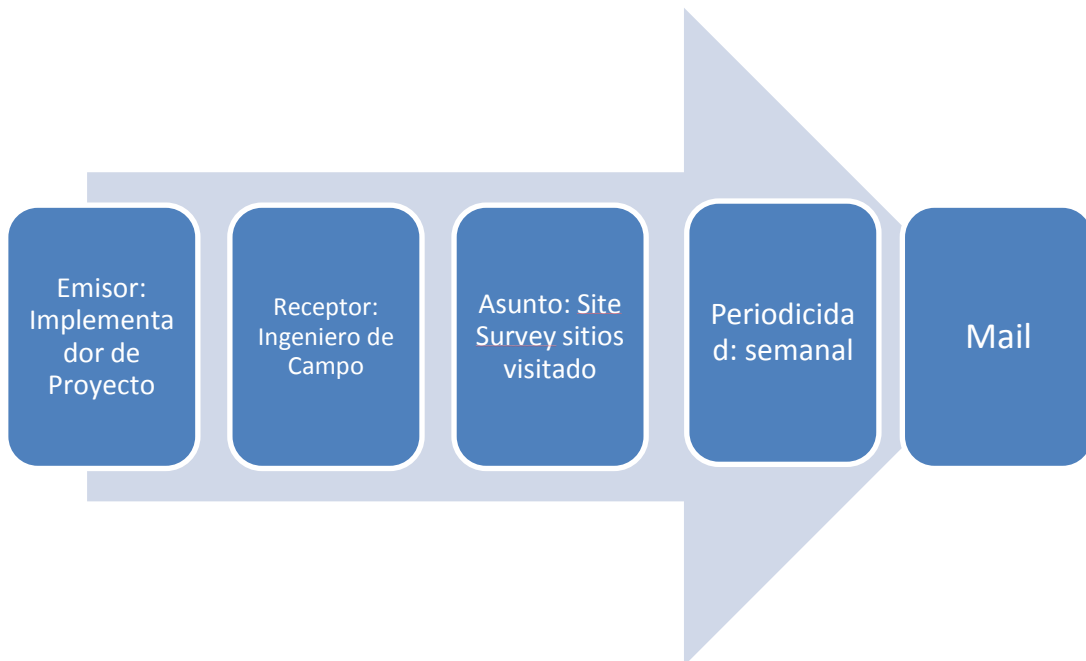 Emisor:
Implementa
dor de
Proyecto
Receptor:
Ingeniero de
Campo
Asunto: Site
Survey sitios
visitado
Periodicida
d: semanal
Mail